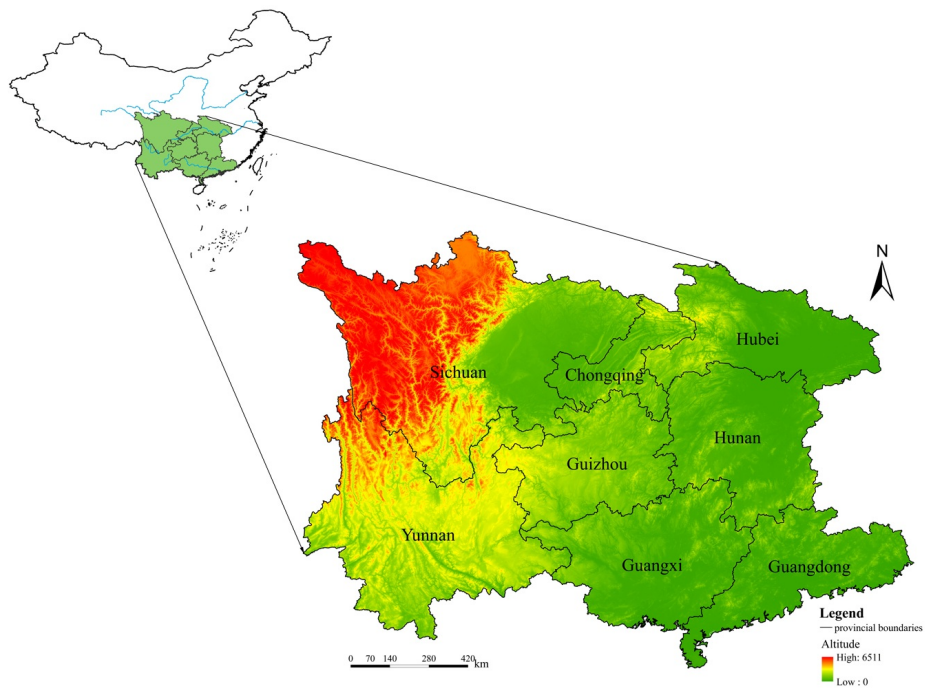 N
Hubei
Sichuan
Chongqing
Hunan
Guizhou
Yunnan
Guangxi
Guangdong
Legend
provincial boundaries
Altitude
High: 6511
Low : 0
0 70 140 280 420 km